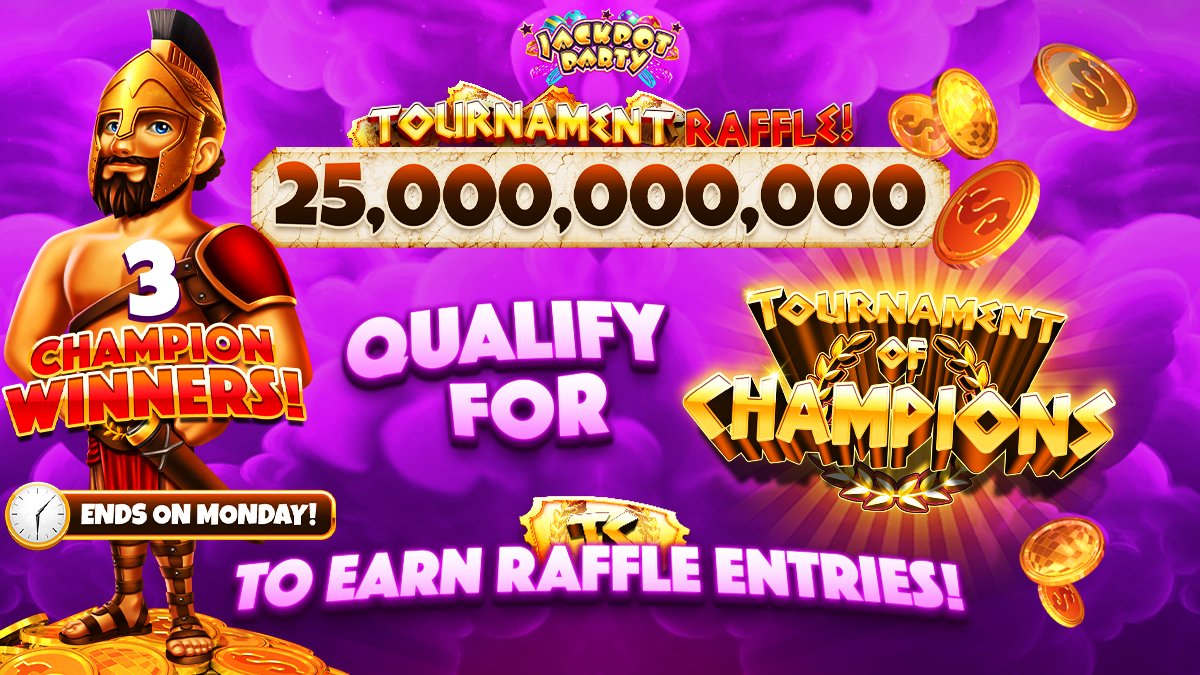 JACKPOT
PARTY
TOURNAMENT RAFFLE!
25,000,000,000
3
CHAMPION
WINNERS!
QUALIFY
FOR
TOURNAMENT
OF
CHAMPIONS
ENDS ON MONDAY!
TC
TO EARN RAFFLE ENTRIES!